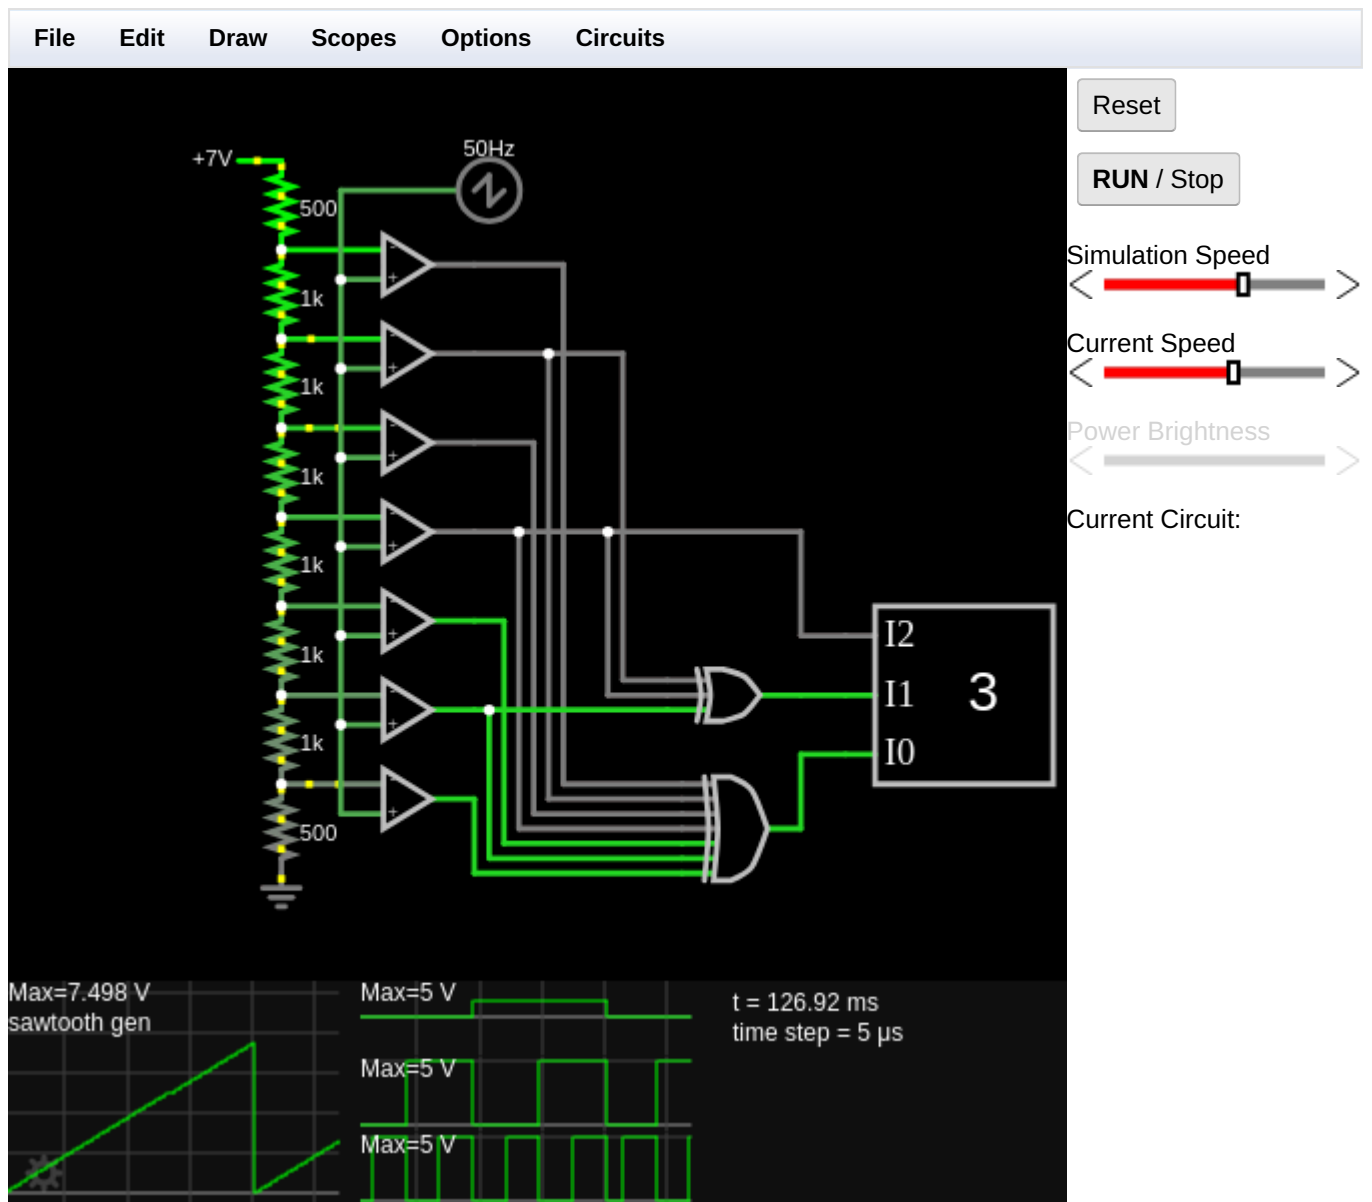 File Edit Draw Scopes Options Circuits
Reset
RUN / Stop
Simulation Speed
Current Speed
Power Brightness
Current Circuit:
50Hz
+7V
500
1k
1k
1k
1k
1k
1k
500
- +
- +
- +
- +
- +
- +
- +
I2
I1
I0
3
Max=7.498 V
sawtooth gen
Max=5 V
Max=5 V
Max=5 V
t = 126.92 ms
time step = 5 μs